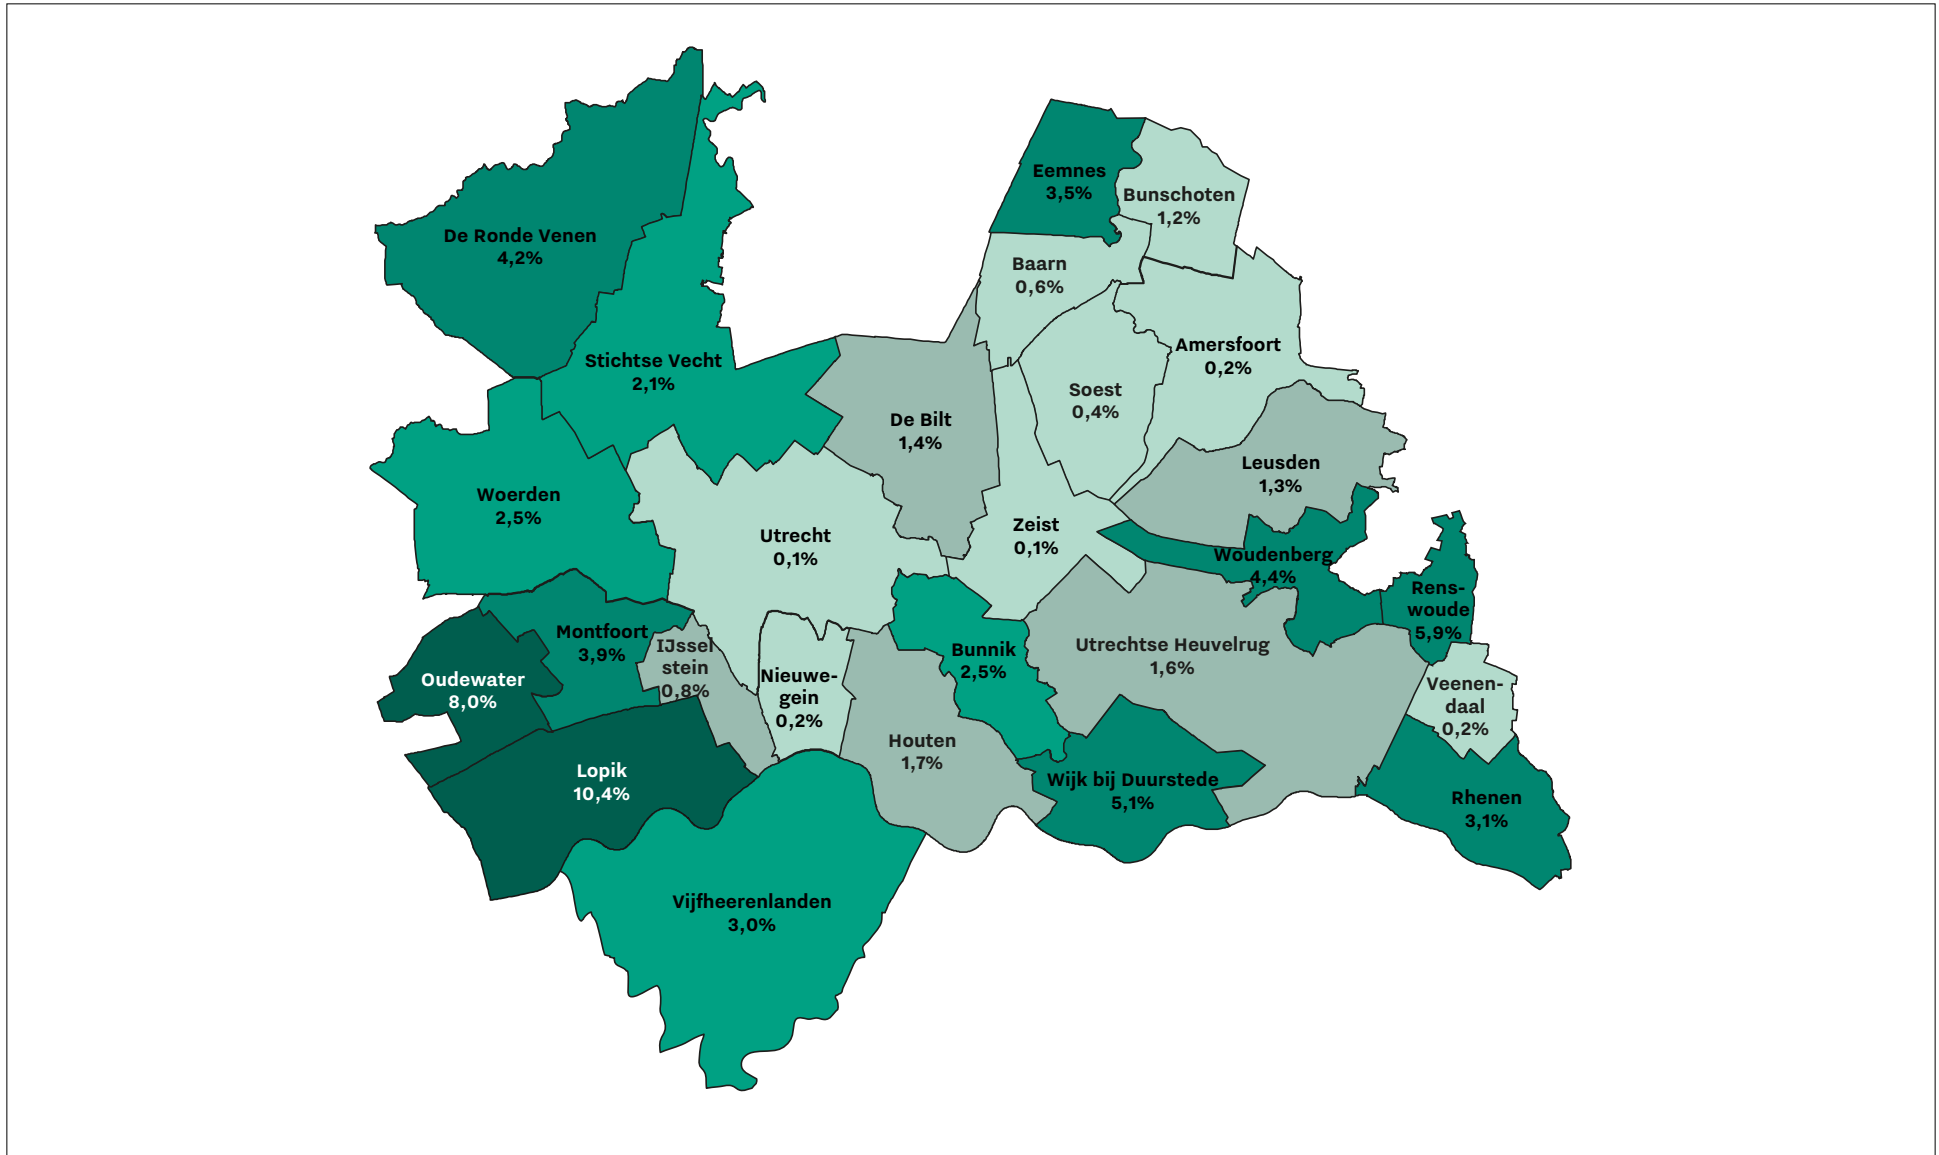 Eemnes
3,5%
Bunschoten
1,2%
De Ronde Venen
4,2%
Baarn
0,6%
Stichtse Vecht
2,1%
Amersfoort
0,2%
Soest
0,4%
De Bilt
1,4%
Leusden
1,3%
Woerden
2,5%
Utrecht
0,1%
Zeist
0,1%
Woudenberg
4,4%
Rens-
woude
5,9%
Montfoort
3,9%
IJssel
stein
0,8%
Bunnik
2,5%
Utrechtse Heuvelrug
1,6%
Oudewater
8,0%
Nieuwe-
gein
0,2%
Veenen-
daal
0,2%
Houten
1,7%
Lopik
10,4%
Wijk bij Duurstede
5,1%
Rhenen
3,1%
Vijfheerenlanden
3,0%